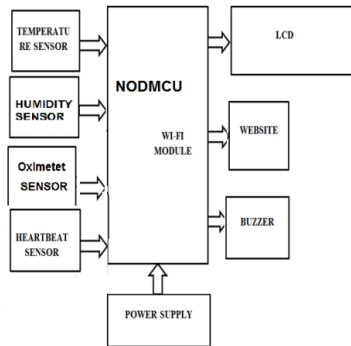 TEMPERATU
RE SENSOR
HUMIDITY
SENSOR
Oximetet
SENSOR
HEARTBEAT
SENSOR
NODMCU
WI-FI
MODULE
LCD
WEBSITE
BUZZER
POWER SUPPLY